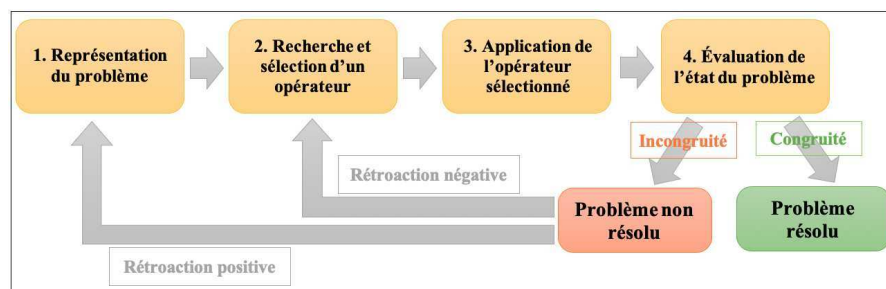 1. Représentation
du problème
2. Recherche et
sélection d'un
opérateur
3. Application de
l'opérateur
sélectionné
4. Évaluation de
l'état du problème
Incongruité
Congruité
Rétroaction négative
Problème non
résolu
Problème
résolu
Rétroaction positive